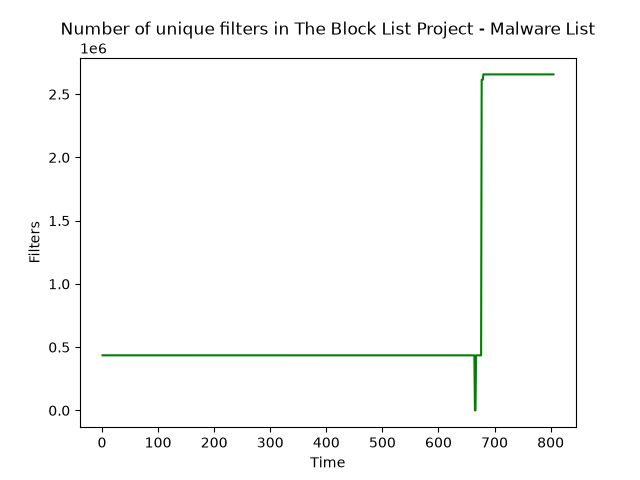 Number of unique filters in The Block List Project - Malware List
1e6
2.5
2.0
1.5
1.0
0.5
0.0
Filters
0 100 200 300 400 500 600 700 800
Time